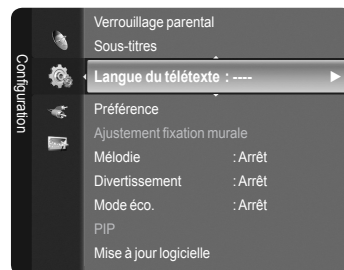 Configuration
Verrouillage parental
Sous-titres
Langue du télétexte : ----
Préférence
Ajustement fixation murale
Mélodie : Arrêt
Divertissement : Arrêt
Mode éco. : Arrêt
PIP
Mise à jour logicielle